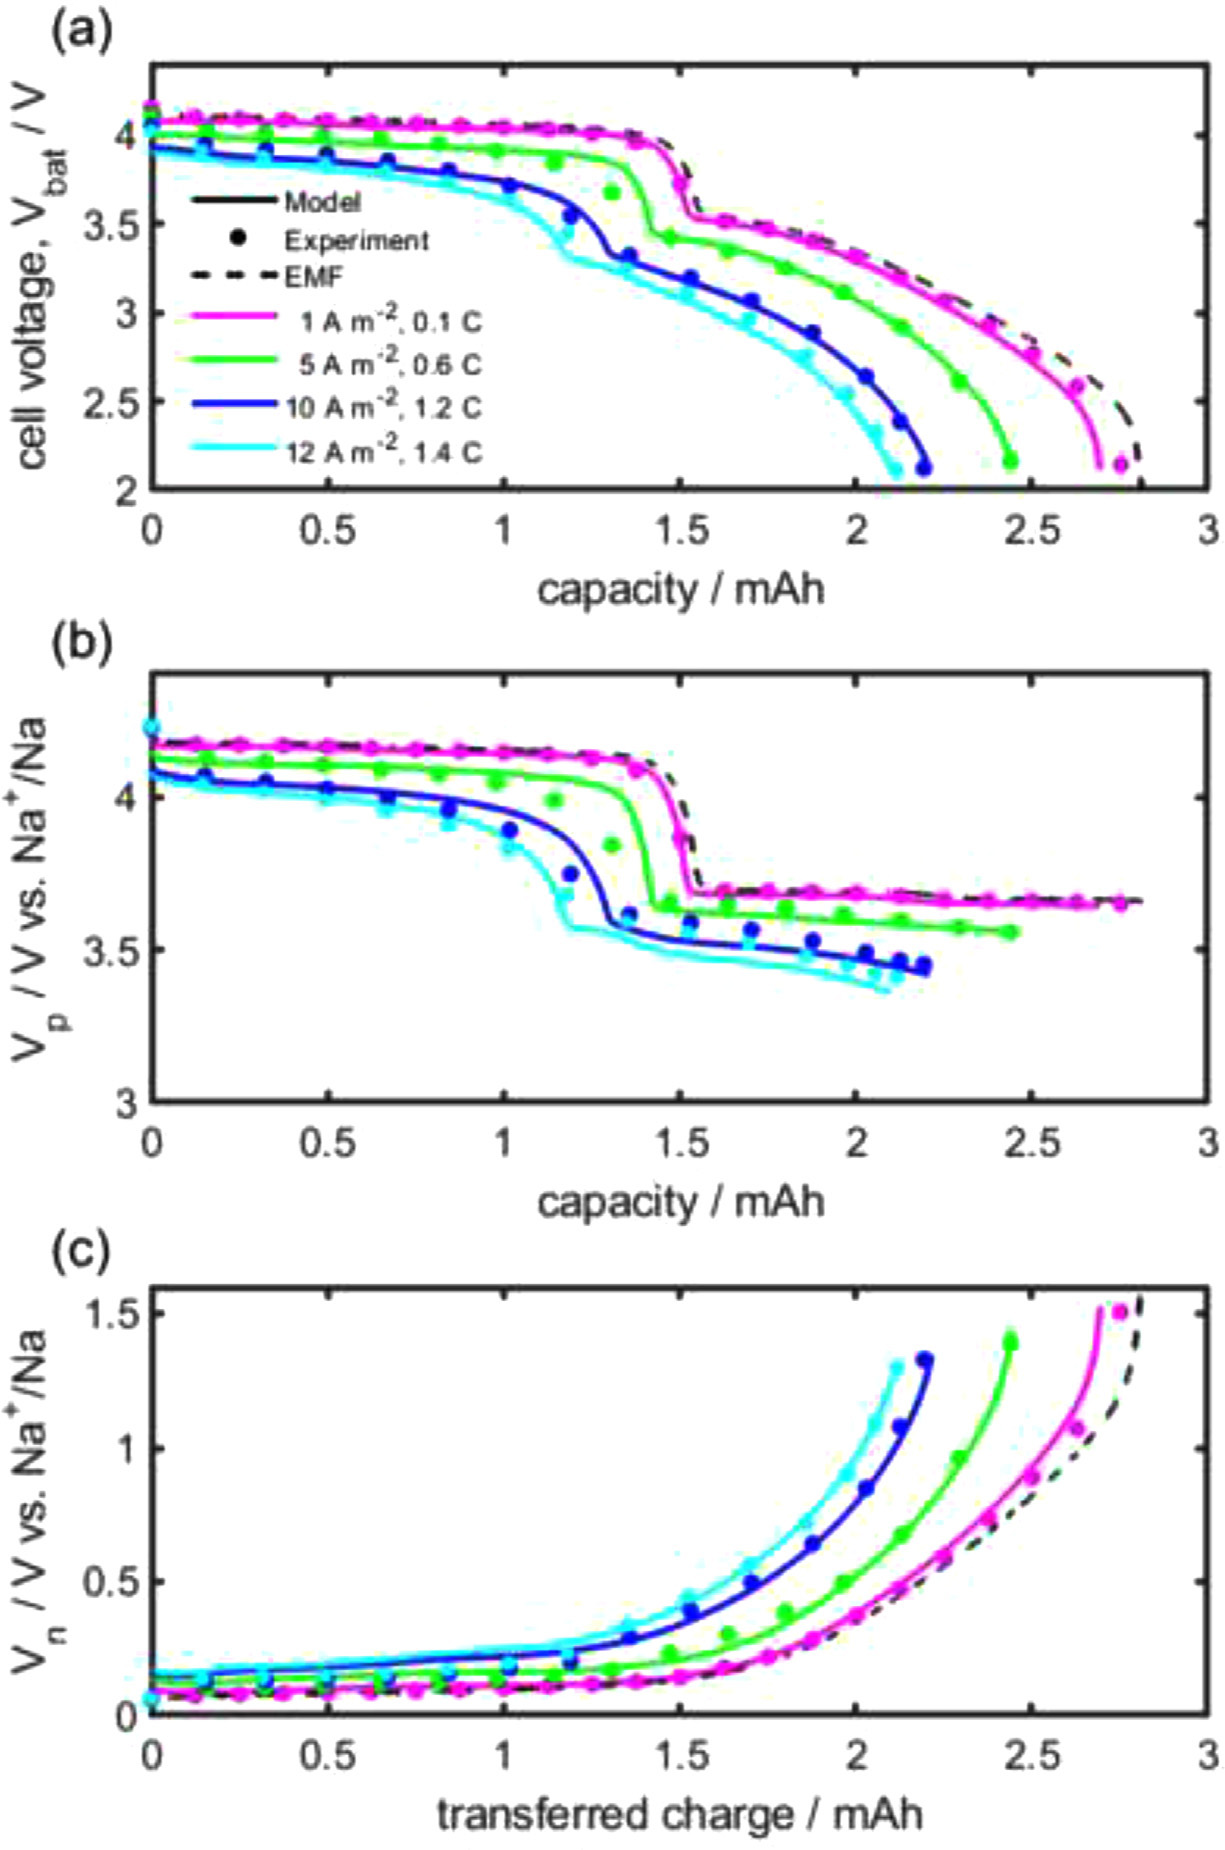 (a)
cell voltage, V_bat / V
4
3.5
3
2.5
2
Model
Experiment
EMF
1 A m⁻², 0.1 C
5 A m⁻², 0.6 C
10 A m⁻², 1.2 C
12 A m⁻², 1.4 C
0 0.5 1 1.5 2 2.5 3
capacity / mAh
(b)
V_p / V vs. Na⁺/Na
4
3.5
3
0 0.5 1 1.5 2 2.5 3
capacity / mAh
(c)
V_n / V vs. Na⁺/Na
1.5
1
0.5
0
0 0.5 1 1.5 2 2.5 3
transferred charge / mAh